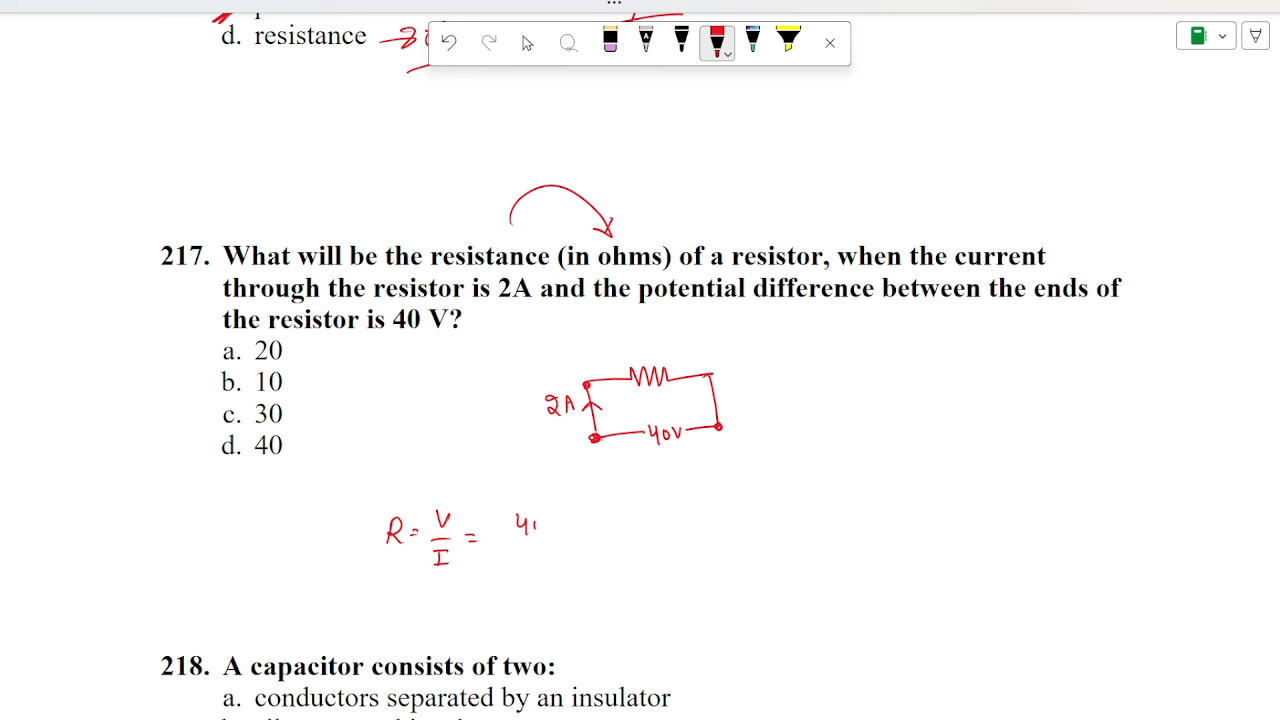 d. resistance
217. What will be the resistance (in ohms) of a resistor, when the current
through the resistor is 2A and the potential difference between the ends of
the resistor is 40 V?
a. 20
b. 10
c. 30
d. 40
2A
40V
R = V/I =
218. A capacitor consists of two:
a. conductors separated by an insulator